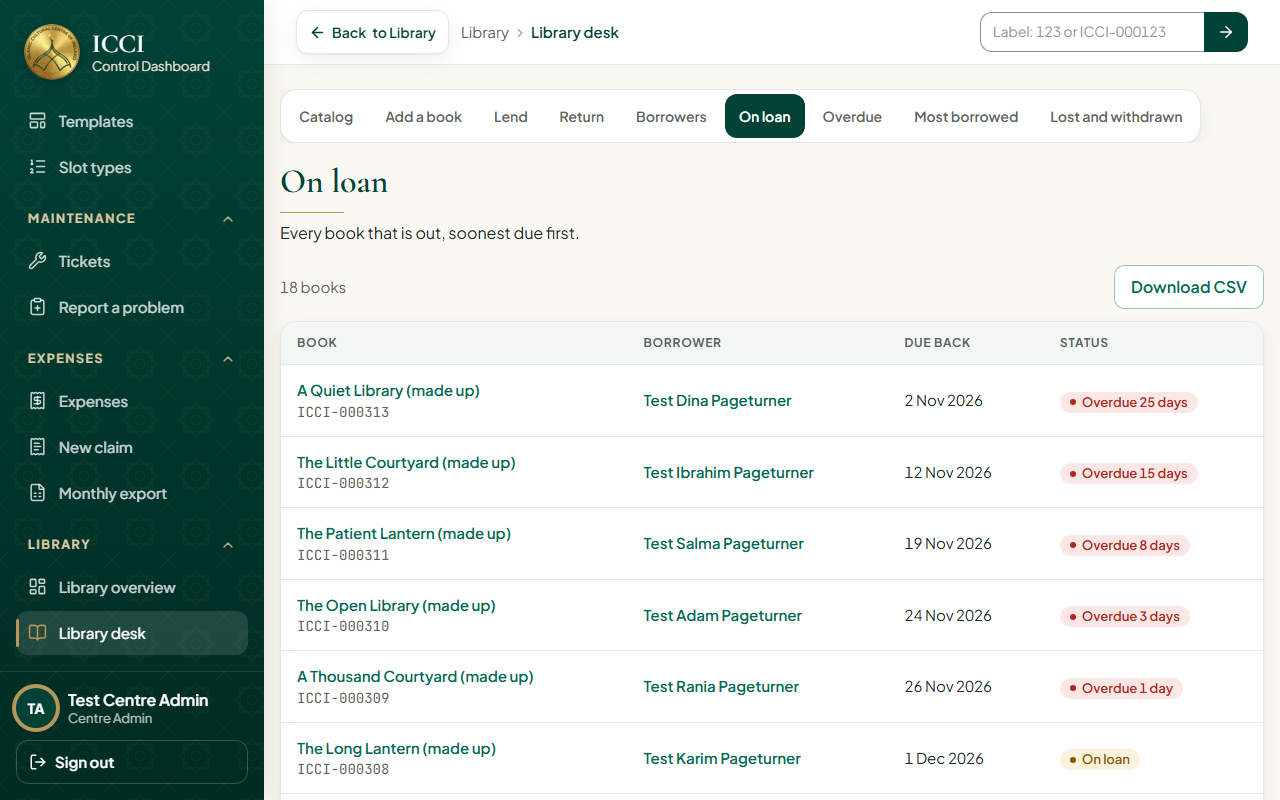 ICCI
Control Dashboard
Templates
Slot types
MAINTENANCE
Tickets
Report a problem
EXPENSES
Expenses
New claim
Monthly export
LIBRARY
Library overview
Library desk
TA
Test Centre Admin
Centre Admin
Sign out
Back to Library
Library > Library desk
Label: 123 or ICCI-000123
Catalog Add a book Lend Return Borrowers On loan Overdue Most borrowed Lost and withdrawn
On loan
Every book that is out, soonest due first.
18 books
Download CSV
BOOK BORROWER DUE BACK STATUS
A Quiet Library (made up)
ICCI-000313
Test Dina Pageturner 2 Nov 2026 Overdue 25 days
The Little Courtyard (made up)
ICCI-000312
Test Ibrahim Pageturner 12 Nov 2026 Overdue 15 days
The Patient Lantern (made up)
ICCI-000311
Test Salma Pageturner 19 Nov 2026 Overdue 8 days
The Open Library (made up)
ICCI-000310
Test Adam Pageturner 24 Nov 2026 Overdue 3 days
A Thousand Courtyard (made up)
ICCI-000309
Test Rania Pageturner 26 Nov 2026 Overdue 1 day
The Long Lantern (made up)
ICCI-000308
Test Karim Pageturner 1 Dec 2026 On loan